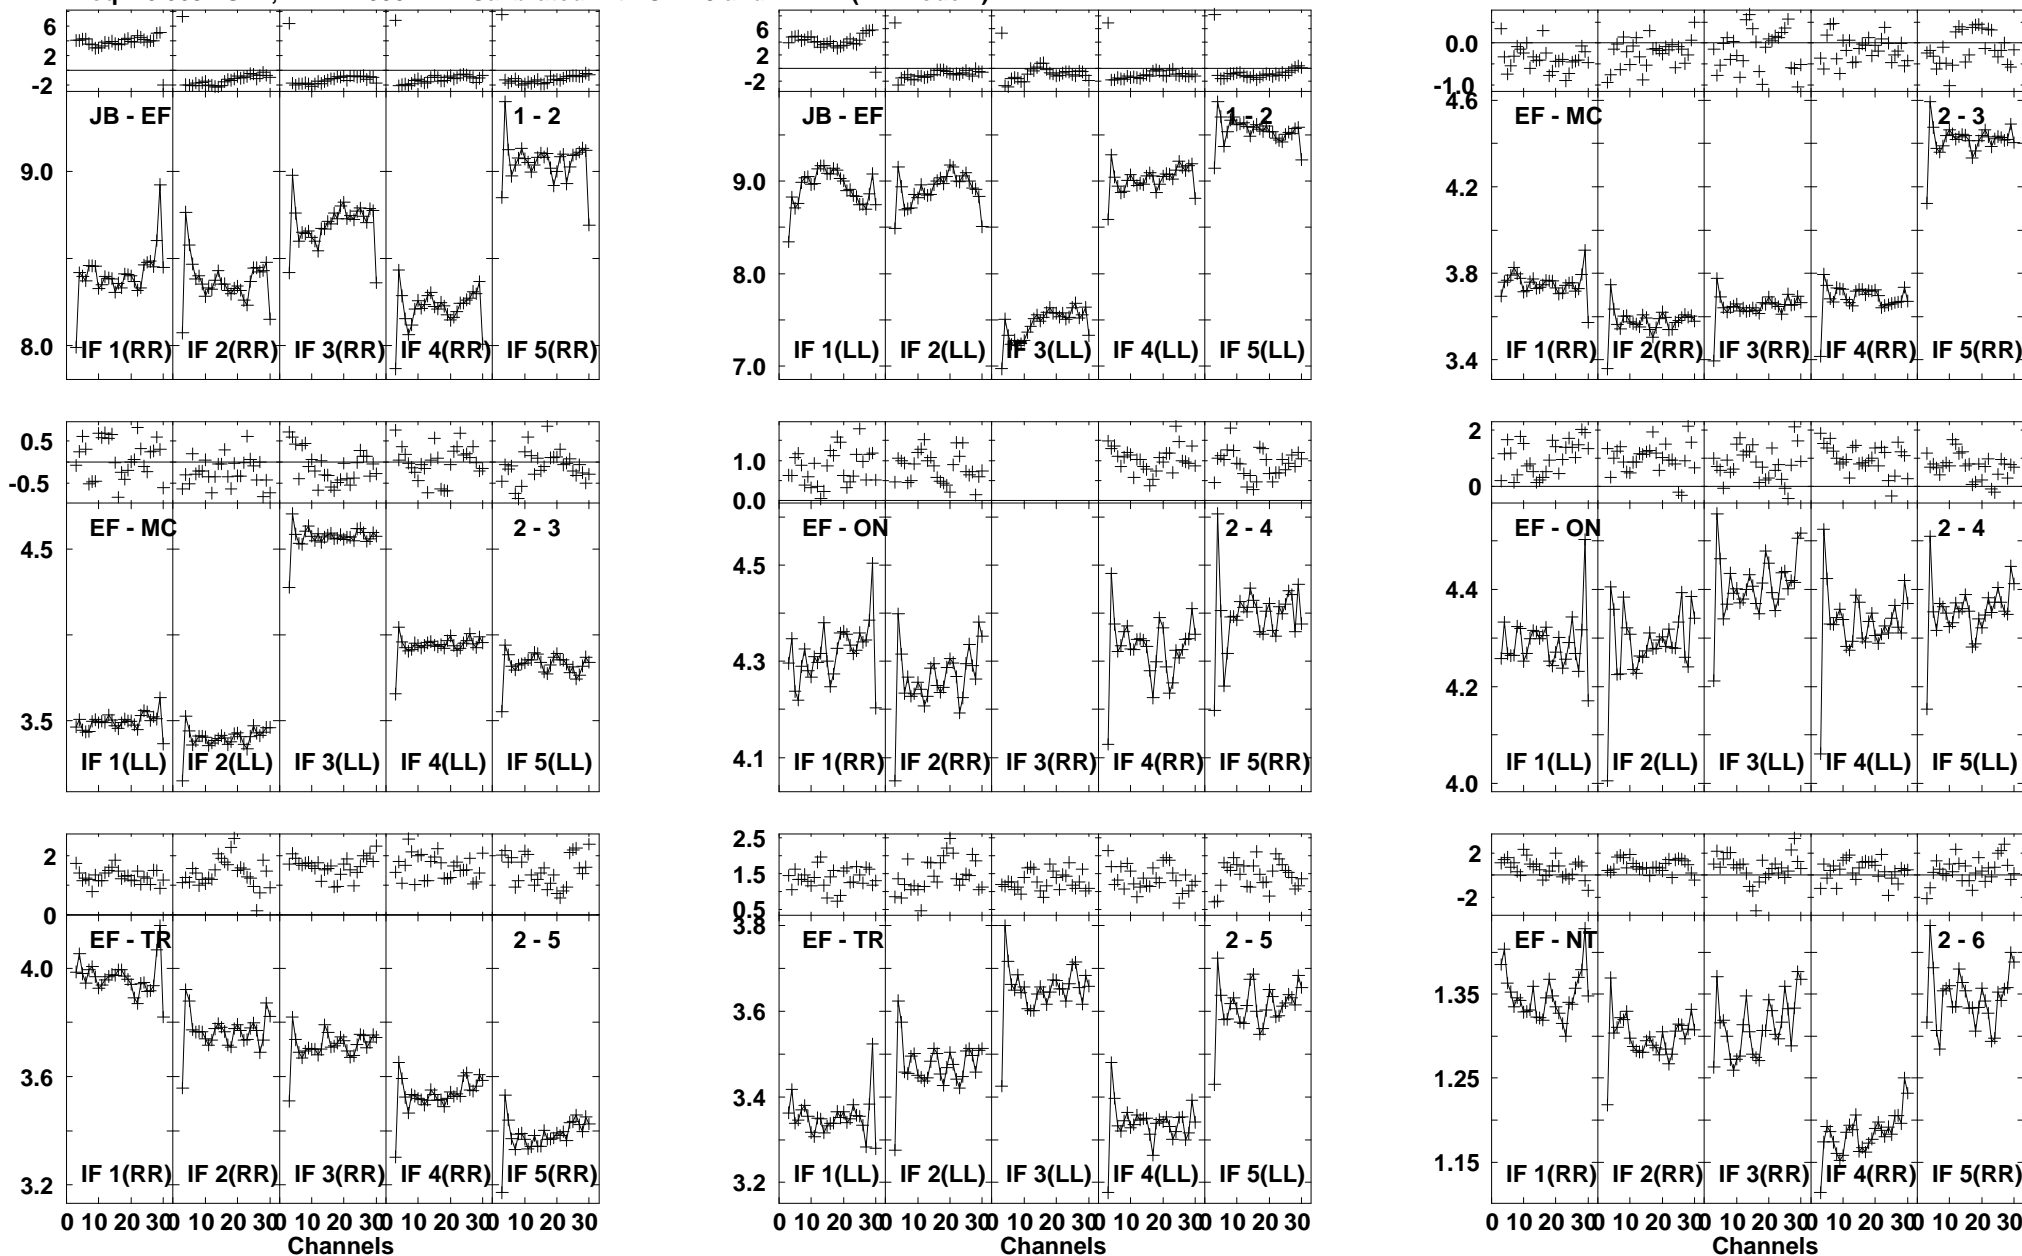 6
2
-2
JB - EF
1 - 2
9.0
8.0
IF 1(RR) IF 2(RR) IF 3(RR) IF 4(RR) IF 5(RR)
6
2
-2
JB - EF
1 - 2
9.0
8.0
7.0
IF 1(LL) IF 2(LL) IF 3(LL) IF 4(LL) IF 5(LL)
0.0
-1.0
4.6
EF - MC
2 - 3
4.2
3.8
3.4
IF 1(RR) IF 2(RR) IF 3(RR) IF 4(RR) IF 5(RR)
0.5
-0.5
EF - MC
2 - 3
4.5
3.5
IF 1(LL) IF 2(LL) IF 3(LL) IF 4(LL) IF 5(LL)
1.0
0.0
EF - ON
2 - 4
4.5
4.3
4.1
IF 1(RR) IF 2(RR) IF 3(RR) IF 4(RR) IF 5(RR)
2
0
EF - ON
2 - 4
4.4
4.2
4.0
IF 1(LL) IF 2(LL) IF 3(LL) IF 4(LL) IF 5(LL)
2
0
EF - TR
2 - 5
4.0
3.6
3.2
IF 1(RR) IF 2(RR) IF 3(RR) IF 4(RR) IF 5(RR)
0 10 20 30 0 10 20 30 0 10 20 30 0 10 20 30 0 10 20 30
Channels
2.5
1.5
0.5
3.8
EF - TR
2 - 5
3.6
3.4
3.2
IF 1(LL) IF 2(LL) IF 3(LL) IF 4(LL) IF 5(LL)
0 10 20 30 0 10 20 30 0 10 20 30 0 10 20 30 0 10 20 30
Channels
2
-2
EF - NT
2 - 6
1.35
1.25
1.15
IF 1(RR) IF 2(RR) IF 3(RR) IF 4(RR) IF 5(RR)
0 10 20 30 0 10 20 30 0 10 20 30 0 10 20 30 0 10 20 30
Channels